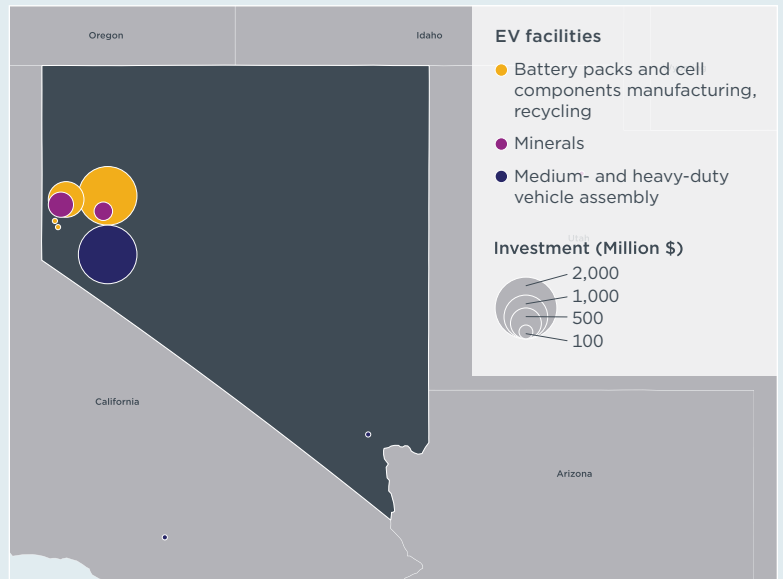 Oregon
Idaho
EV facilities
Battery packs and cell
components manufacturing,
recycling
Minerals
Medium- and heavy-duty
vehicle assembly
Utah
Investment (Million $)
2,000
1,000
500
100
California
Arizona